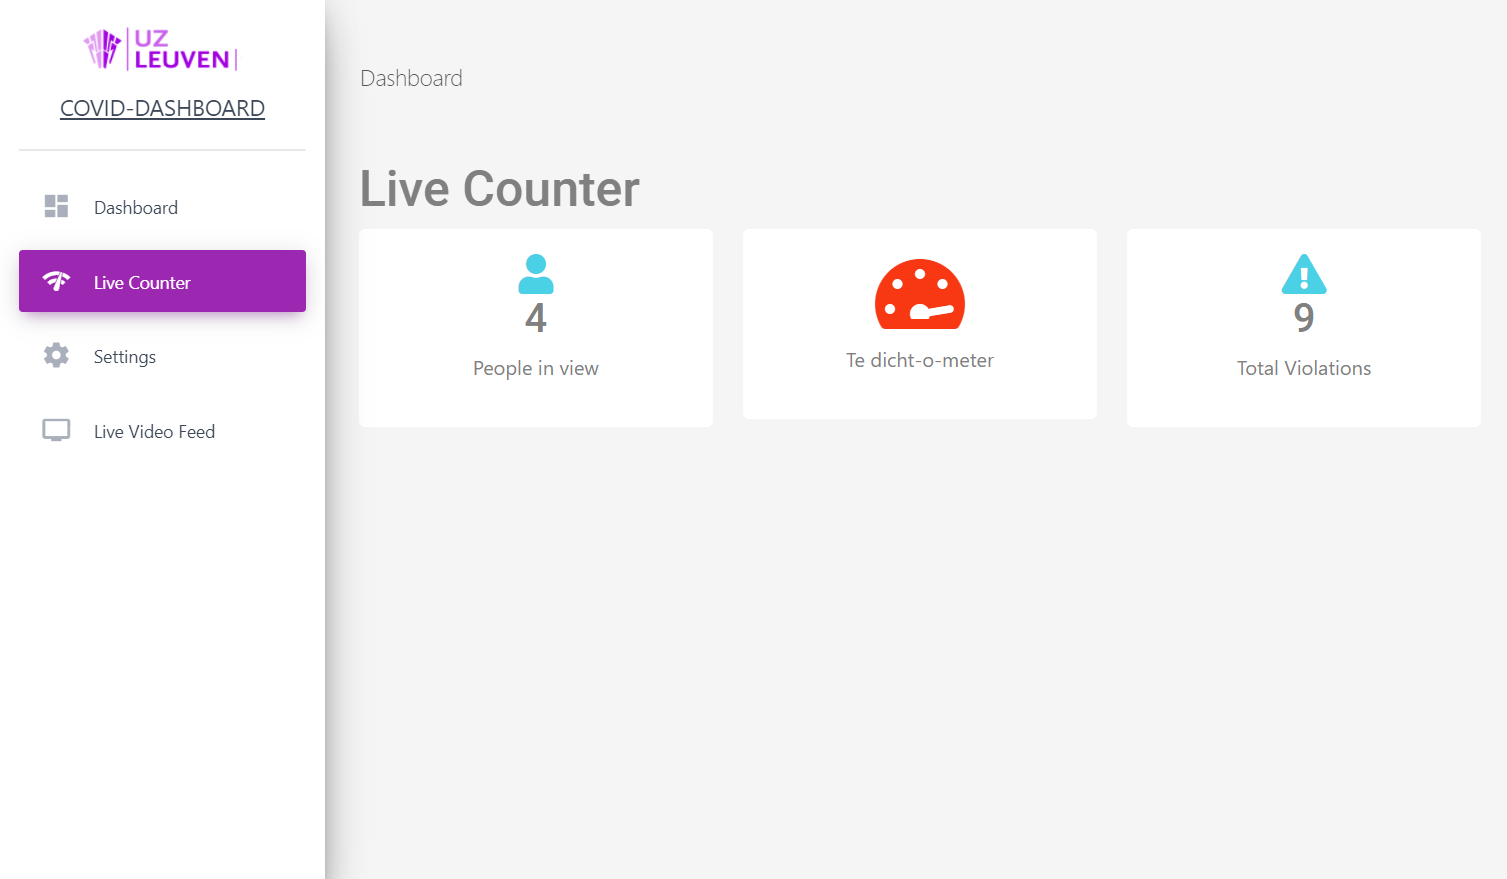 UZ
LEUVEN
COVID-DASHBOARD
Dashboard
Live Counter
Settings
Live Video Feed
Dashboard
Live Counter
4
People in view
Te dicht-o-meter
9
Total Violations